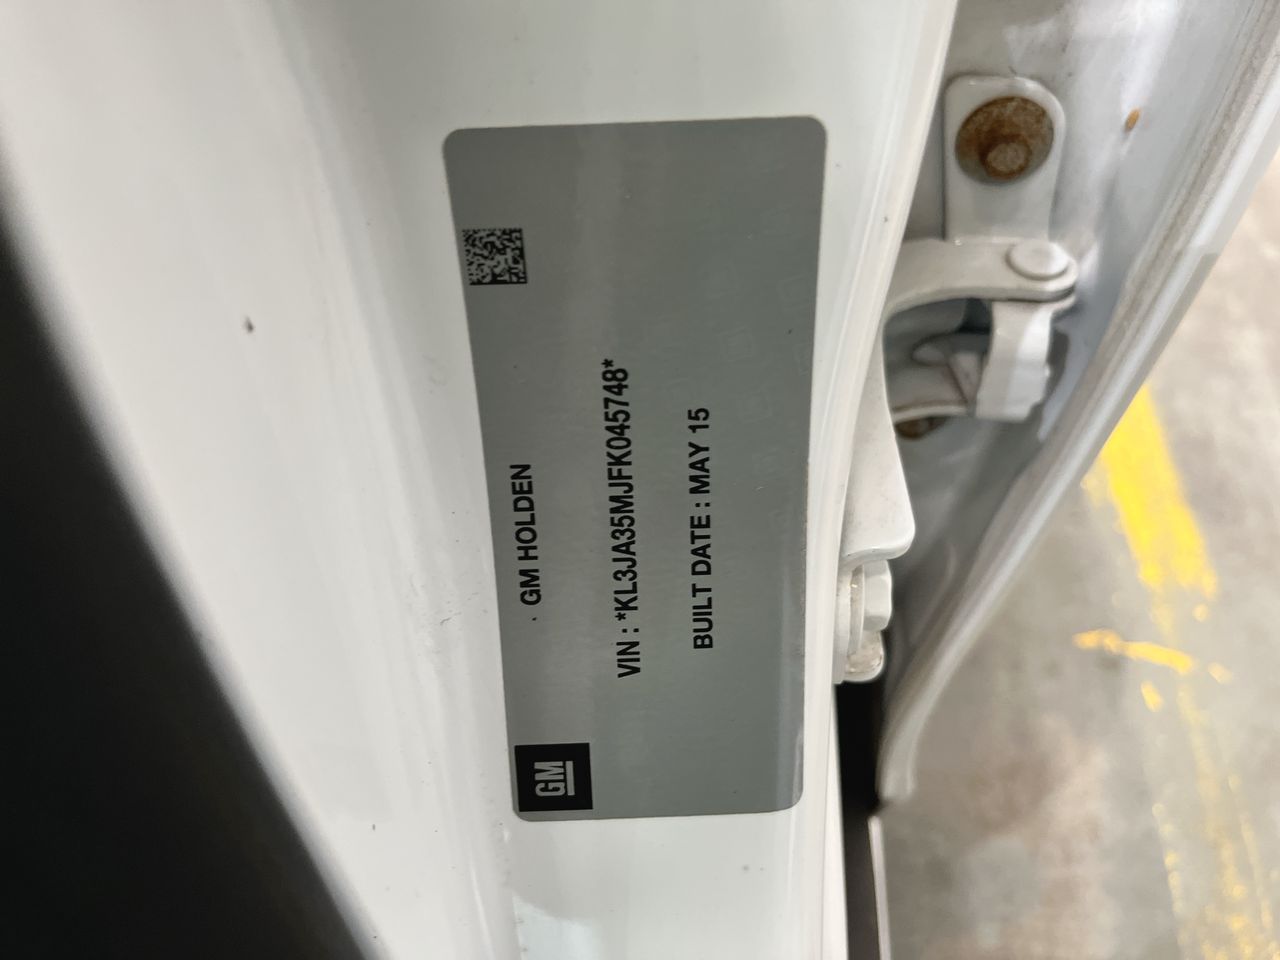 GM HOLDEN
VIN : *KL3JA35MJFK045748*
BUILT DATE : MAY 15
GM